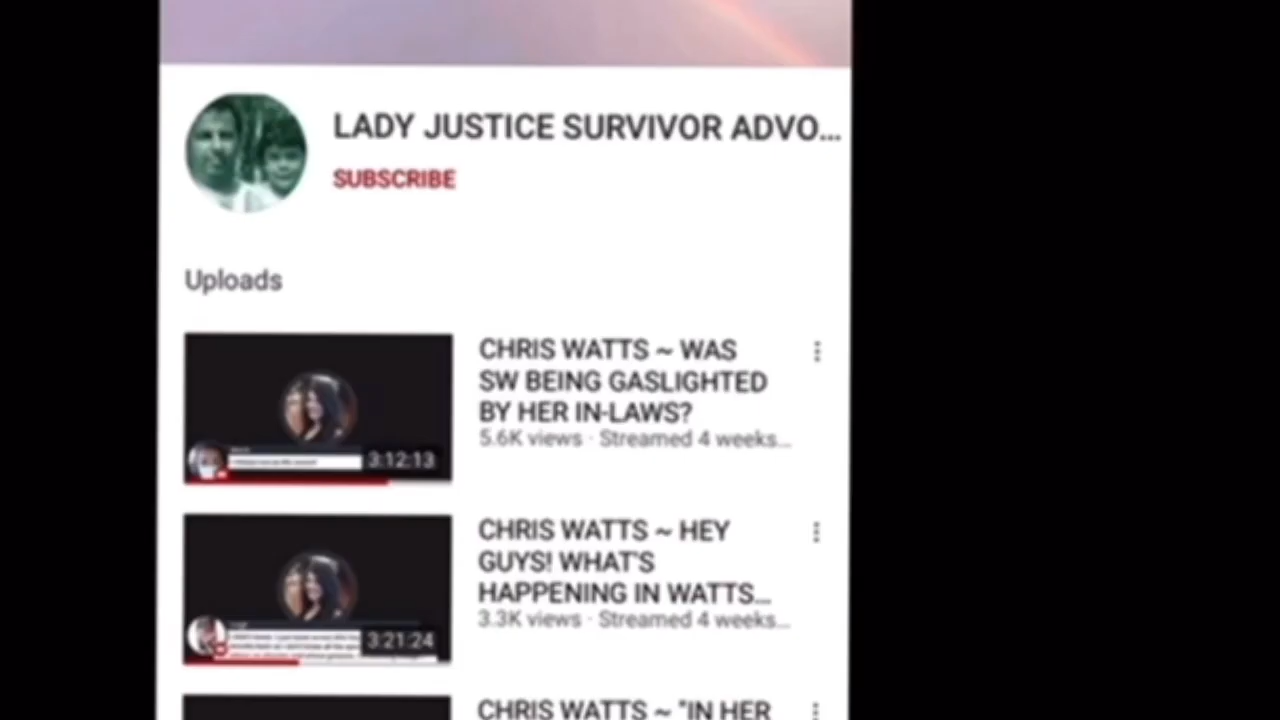 LADY JUSTICE SURVIVOR ADVO...
SUBSCRIBE
Uploads
CHRIS WATTS ~ WAS
SW BEING GASLIGHTED
BY HER IN-LAWS?
5.6K views · Streamed 4 weeks...
3:12:13
CHRIS WATTS ~ HEY
GUYS! WHAT'S
HAPPENING IN WATTS...
3.3K views · Streamed 4 weeks...
3:21:24
CHRIS WATTS ~ "IN HER